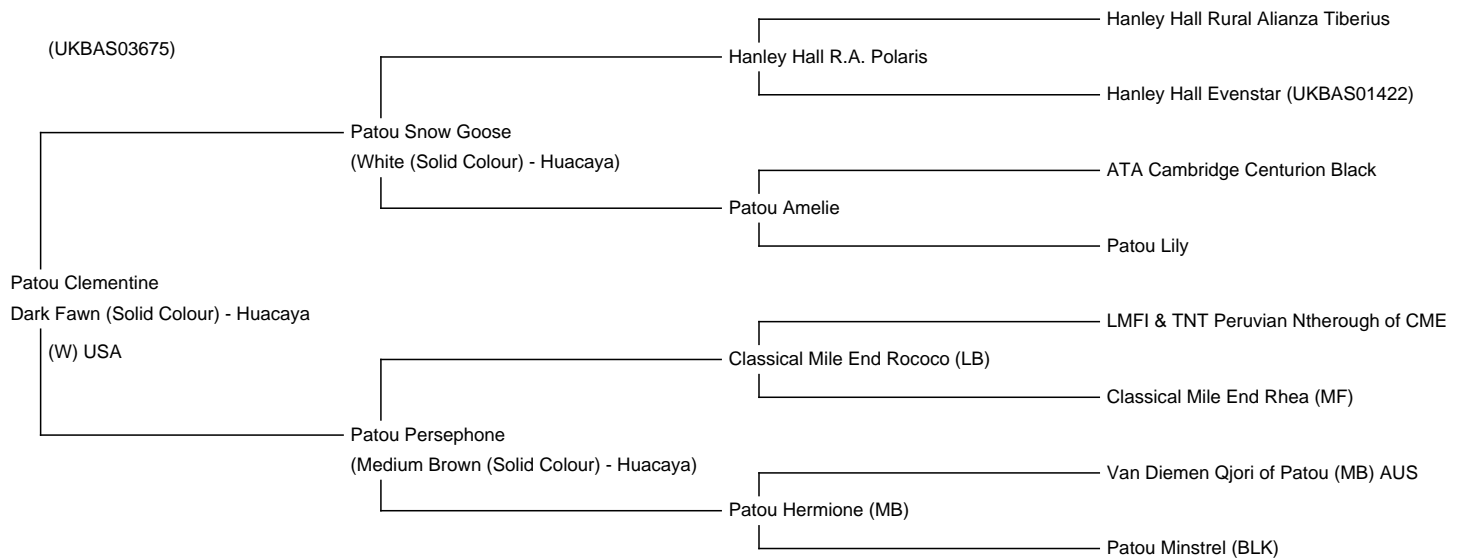 Hanley Hall Rural Alianza Tiberius
(UKBAS03675)
Hanley Hall R.A. Polaris
Hanley Hall Evenstar (UKBAS01422)
Patou Snow Goose
(White (Solid Colour) - Huacaya)
ATA Cambridge Centurion Black
Patou Amelie
Patou Lily
Patou Clementine
Dark Fawn (Solid Colour) - Huacaya
(W) USA
LMFI & TNT Peruvian Ntherough of CME
Classical Mile End Rococo (LB)
Classical Mile End Rhea (MF)
Patou Persephone
(Medium Brown (Solid Colour) - Huacaya)
Van Diemen Qjori of Patou (MB) AUS
Patou Hermione (MB)
Patou Minstrel (BLK)